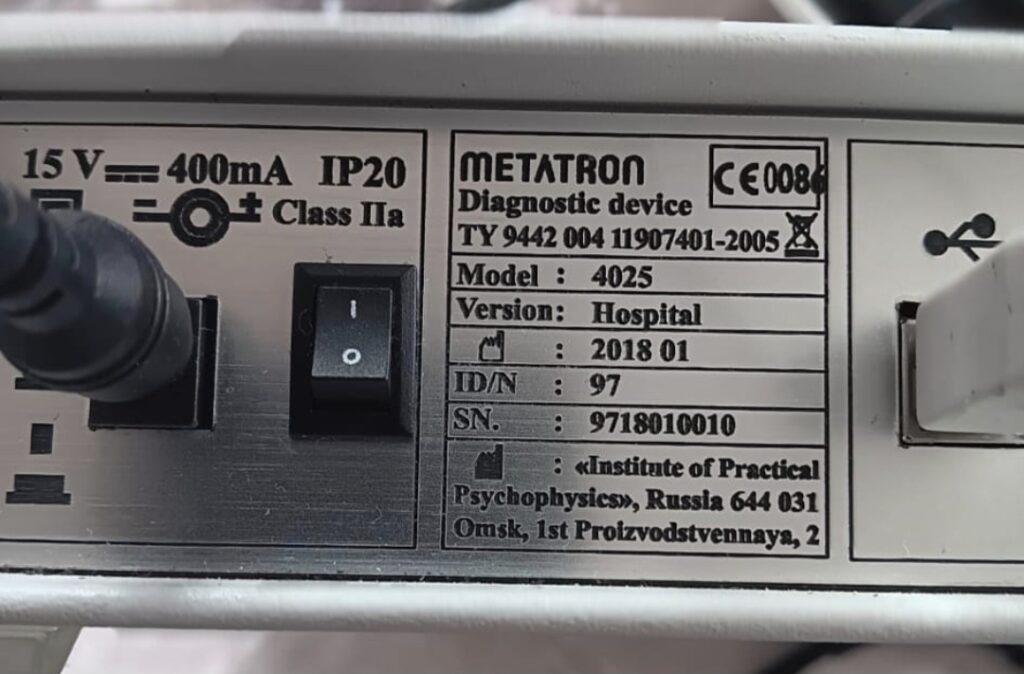 15 V 400mA IP20
Class IIa
METATRON
CE0086
Diagnostic device
TY 9442 004 11907401-2005
Model : 4025
Version: Hospital
: 2018 01
ID/N : 97
SN. : 9718010010
: «Institute of Practical
Psychophysics», Russia 644 031
Omsk, 1st Proizvodstvennaya, 2
I
O